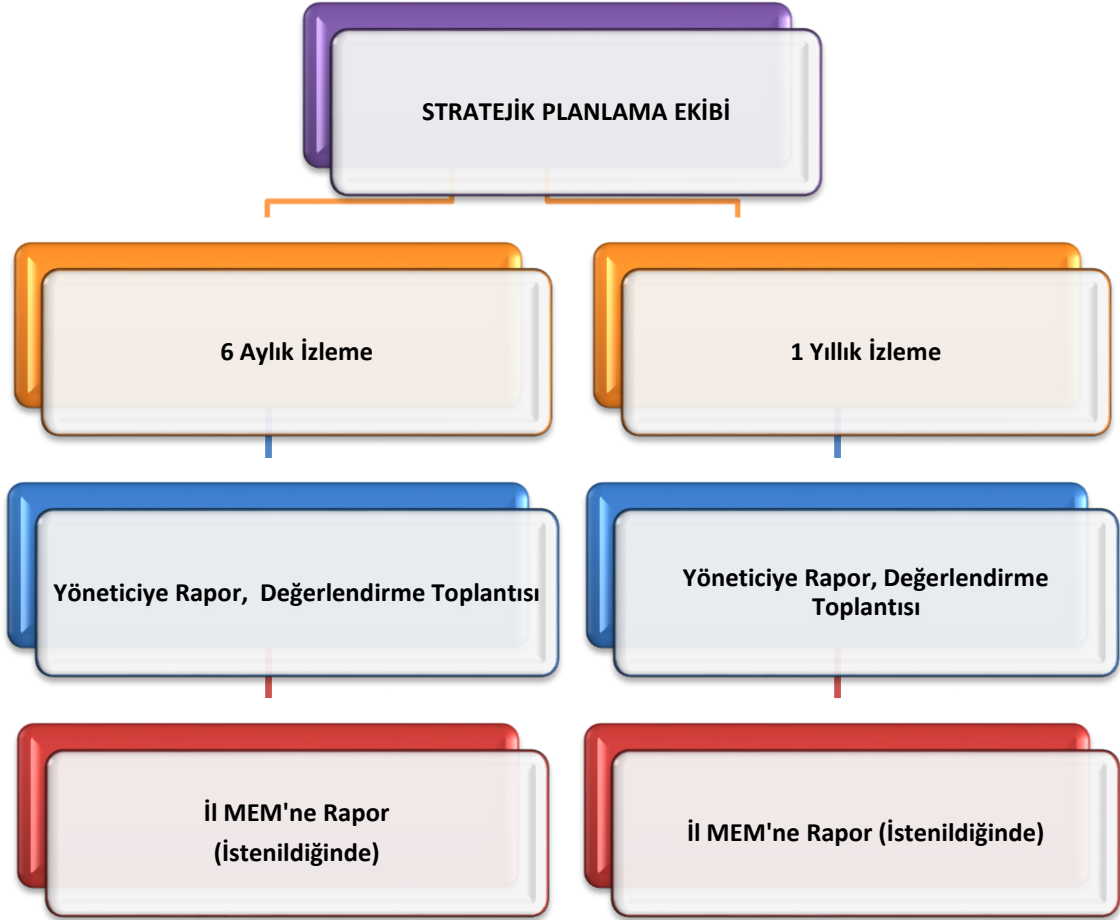 STRATEJİK PLANLAMA EKİBİ
6 Aylık İzleme
1 Yıllık İzleme
Yöneticiye Rapor, Değerlendirme Toplantısı
Yöneticiye Rapor, Değerlendirme
Toplantısı
İl MEM'ne Rapor
(İstenildiğinde)
İl MEM'ne Rapor (İstenildiğinde)